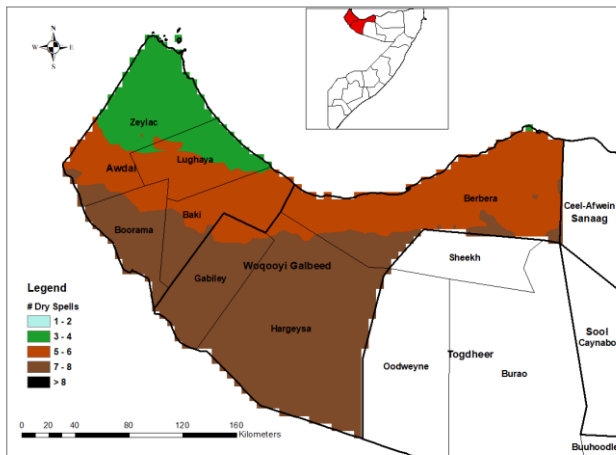 N
W E
S
Zeylac
Lughaya
Awdal
Baki
Boorama
Berbera
Ceel-Afwein
Sanaag
Sheekh
Woqooyi Galbeed
Gabiley
Hargeysa
Oodweyne
Togdheer
Burao
Sool
Caynabo
Buuhoodle
Legend
# Dry Spells
1 - 2
3 - 4
5 - 6
7 - 8
> 8
0 20 40 80 120 160
Kilometers